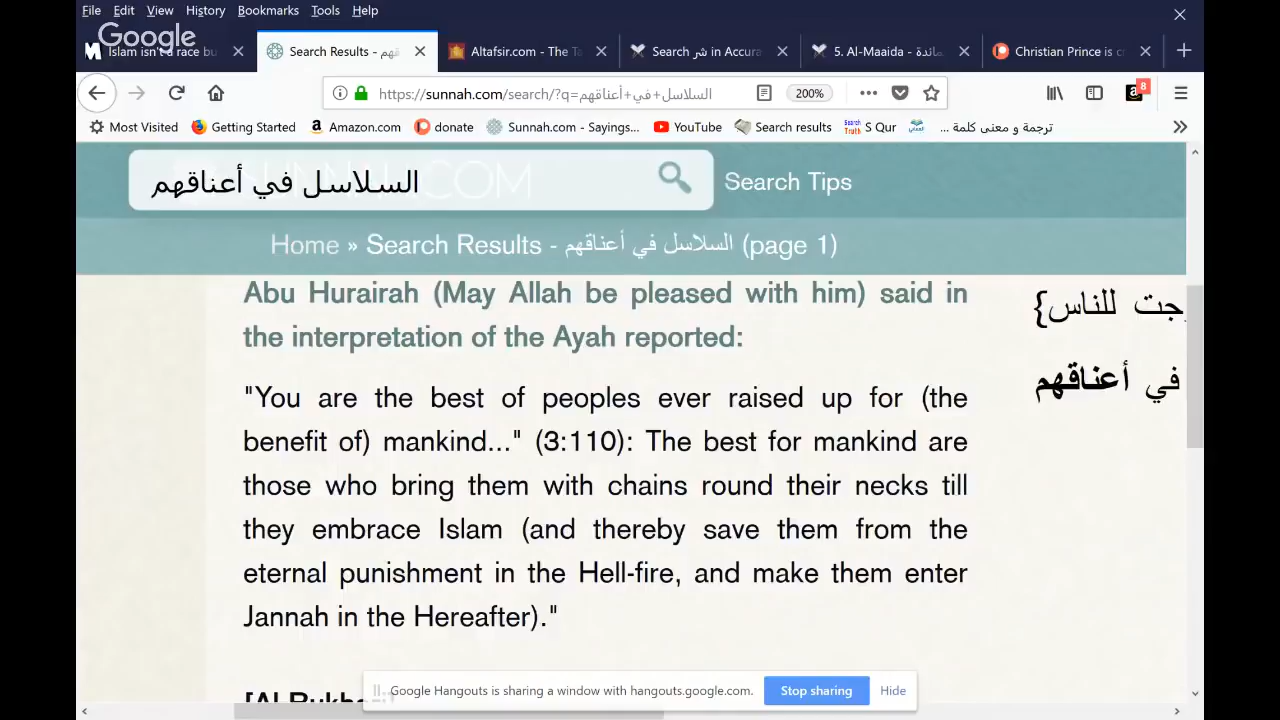 File Edit View History Bookmarks Tools Help
Google
Islam isn't a race bu
Search Results -
Altafsir.com - The Ta
Search شر in Accura
5. Al-Maaida -
Christian Prince is c
https://sunnah.com/search/?q=السلاسل+في+أعناقهم
200%
8
Most Visited Getting Started Amazon.com donate Sunnah.com - Sayings... YouTube Search results S Qur ترجمة و معنى كلمة ...
السلاسل في أعناقهم
Search Tips
Home » Search Results - السلاسل في أعناقهم (page 1)
Abu Hurairah (May Allah be pleased with him) said in
the interpretation of the Ayah reported:
"You are the best of peoples ever raised up for (the
benefit of) mankind..." (3:110): The best for mankind are
those who bring them with chains round their necks till
they embrace Islam (and thereby save them from the
eternal punishment in the Hell-fire, and make them enter
Jannah in the Hereafter)."
للناس}
في أعناقهم
Google Hangouts is sharing a window with hangouts.google.com.
Stop sharing
Hide